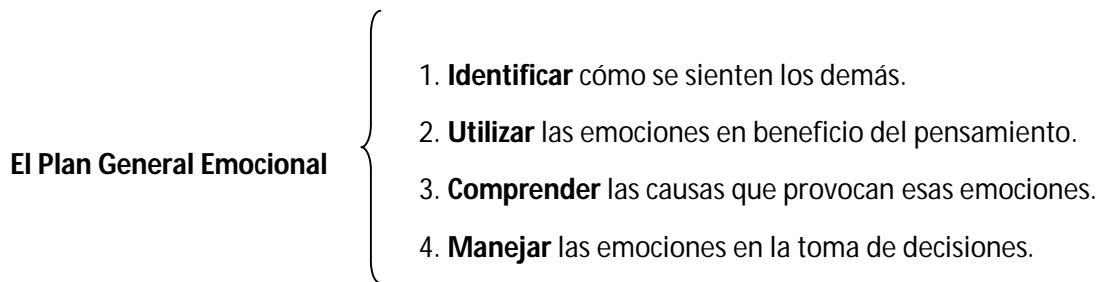 El Plan General Emocional
1. Identificar cómo se sienten los demás.
2. Utilizar las emociones en beneficio del pensamiento.
3. Comprender las causas que provocan esas emociones.
4. Manejar las emociones en la toma de decisiones.